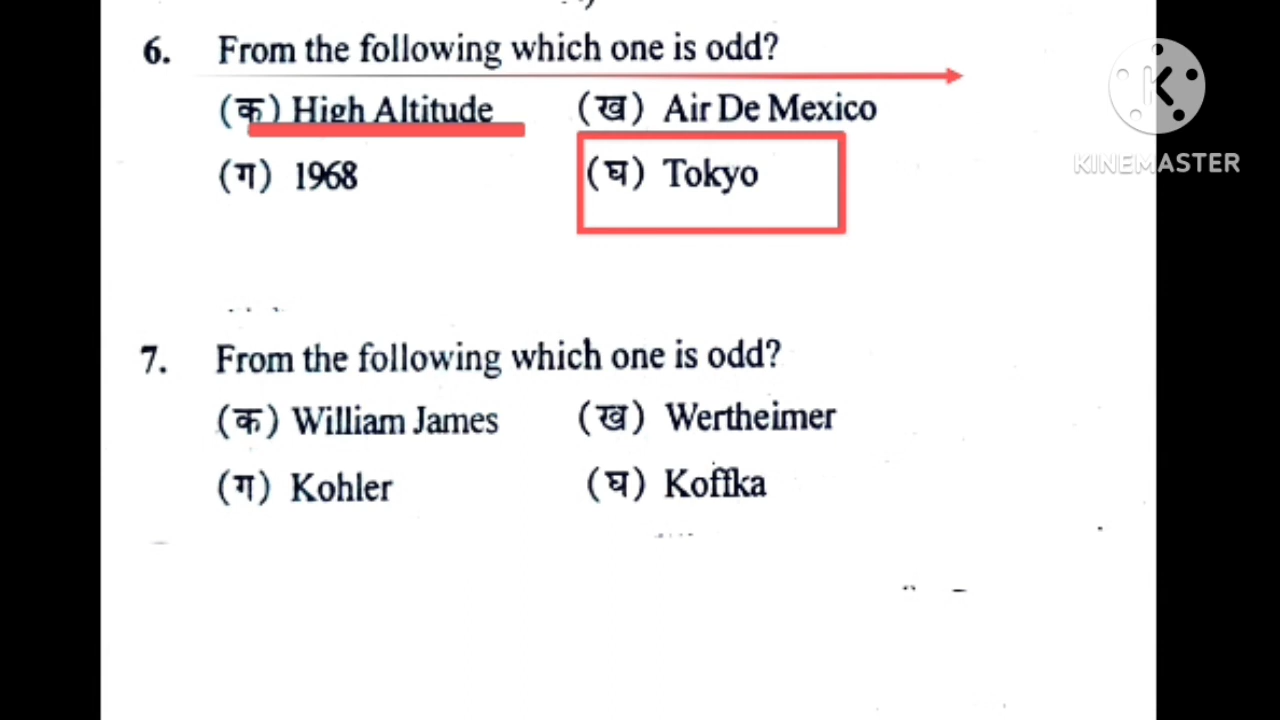 6. From the following which one is odd?
(क) High Altitude (ख) Air De Mexico
(ग) 1968 (घ) Tokyo
KINEMASTER
7. From the following which one is odd?
(क) William James (ख) Wertheimer
(ग) Kohler (घ) Koffka